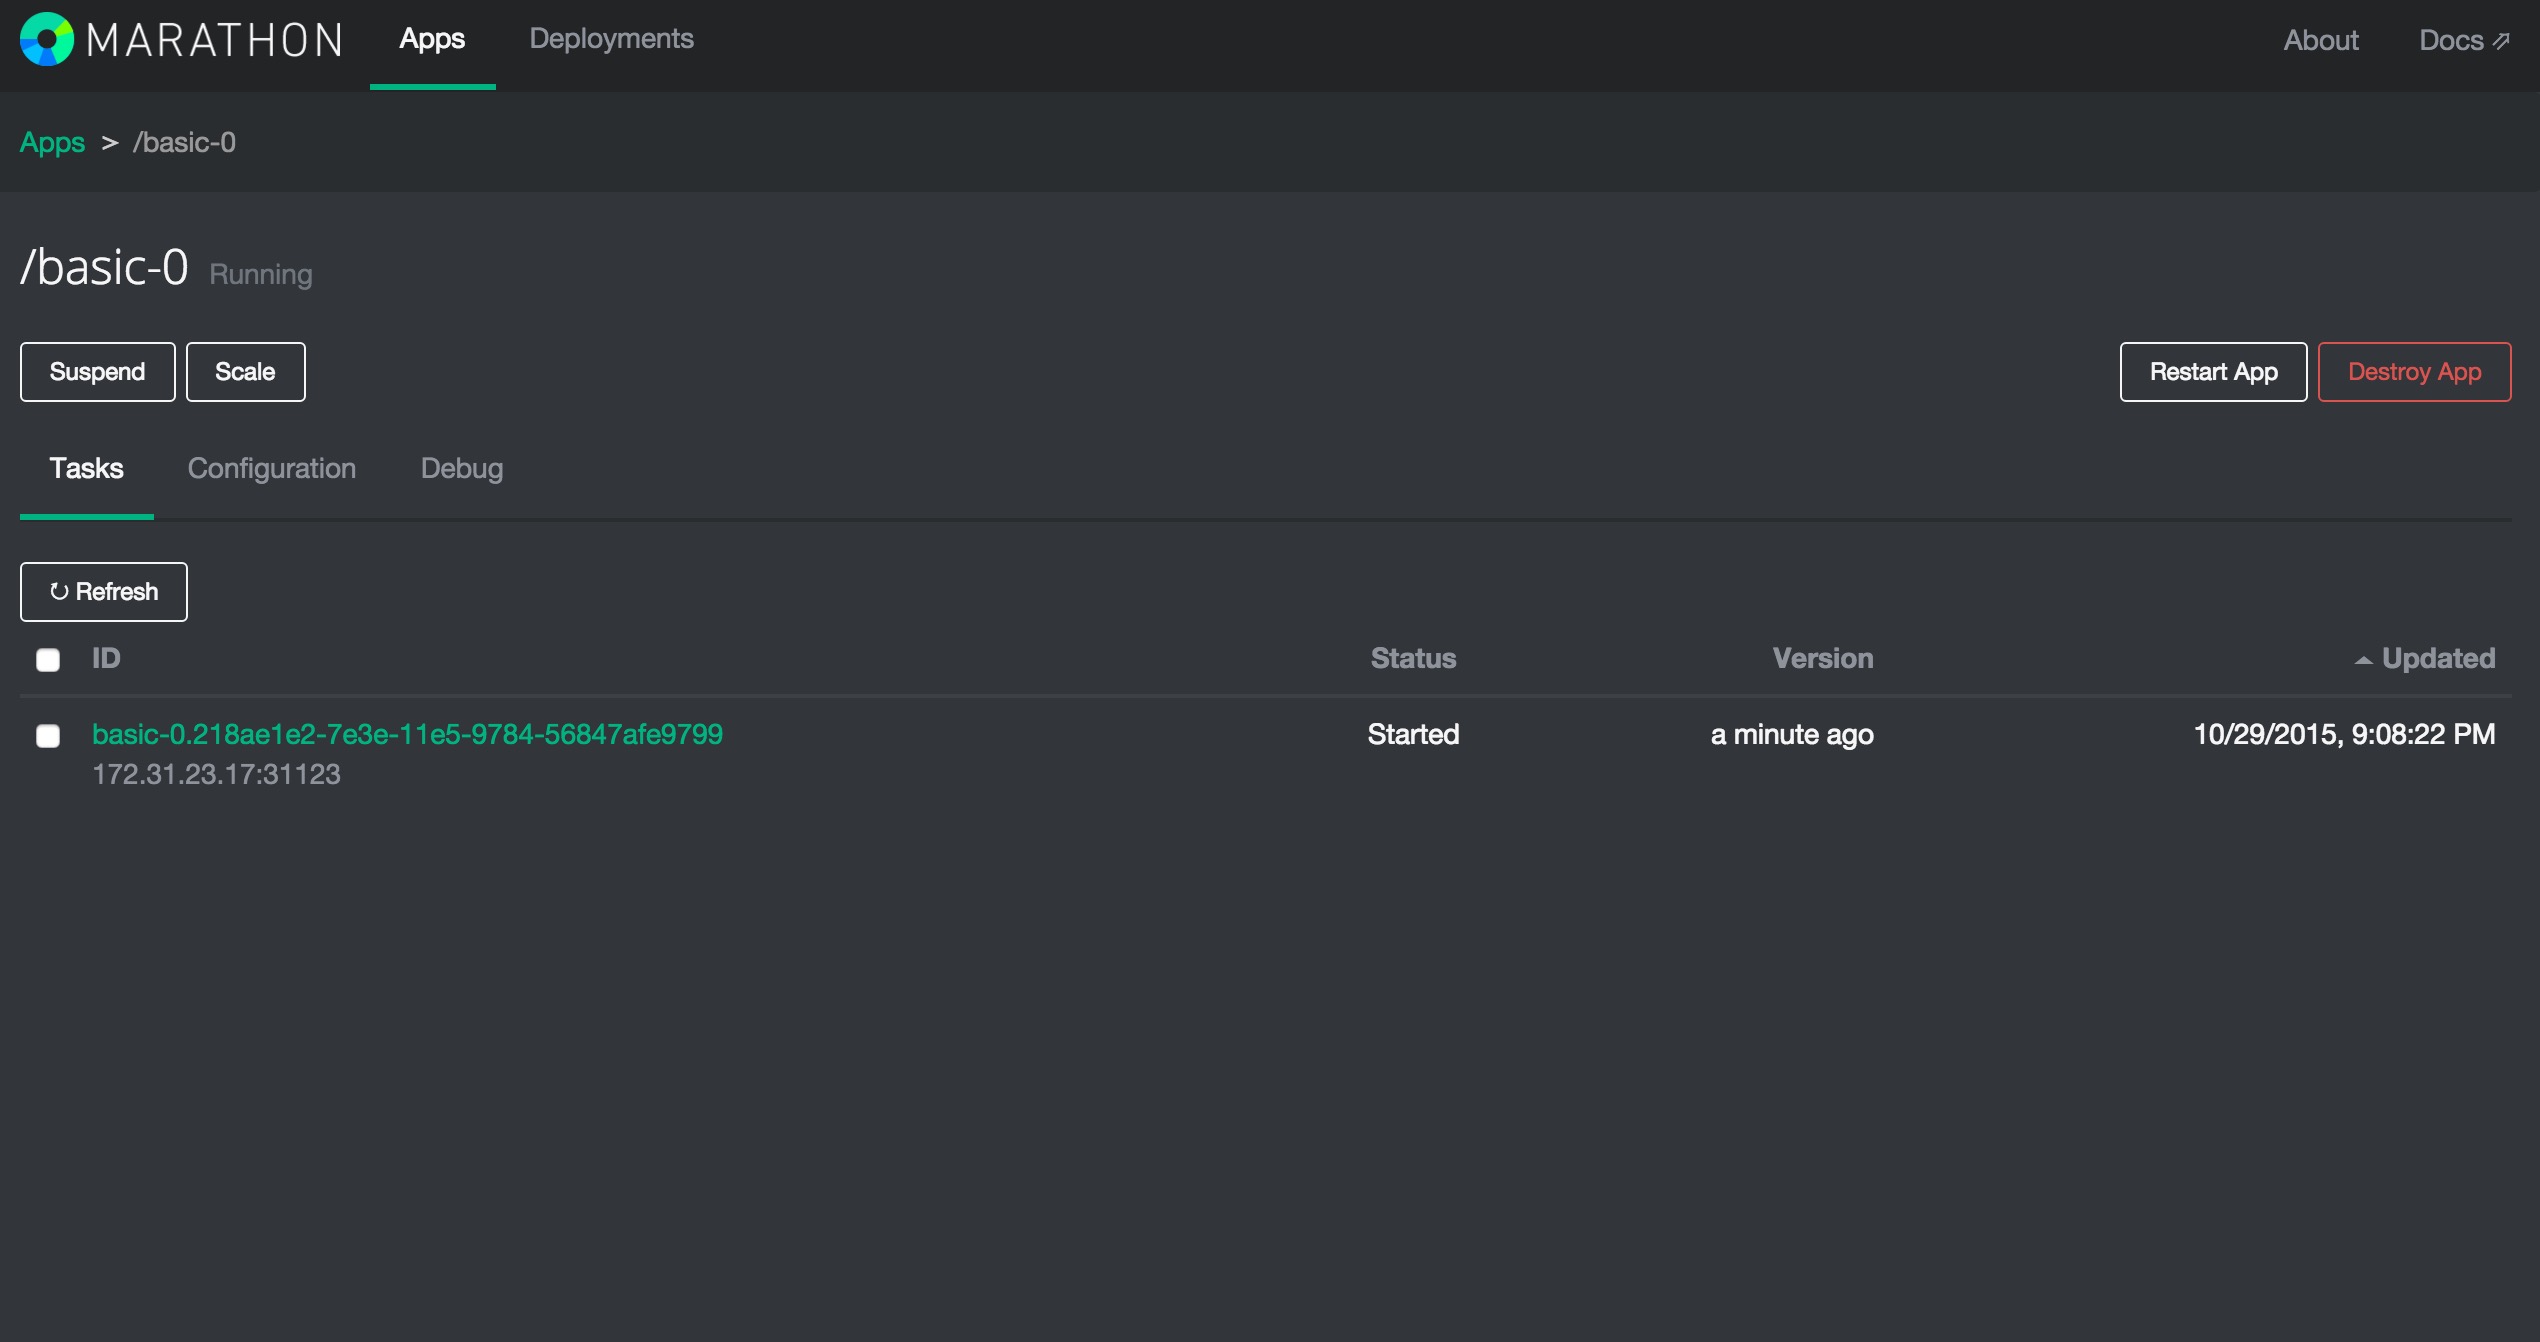 MARATHON Apps Deployments About Docs
Apps > /basic-0
/basic-0 Running
Suspend Scale Restart App Destroy App
Tasks Configuration Debug
Refresh
ID Status Version Updated
basic-0.218ae1e2-7e3e-11e5-9784-56847afe9799 Started a minute ago 10/29/2015, 9:08:22 PM
172.31.23.17:31123